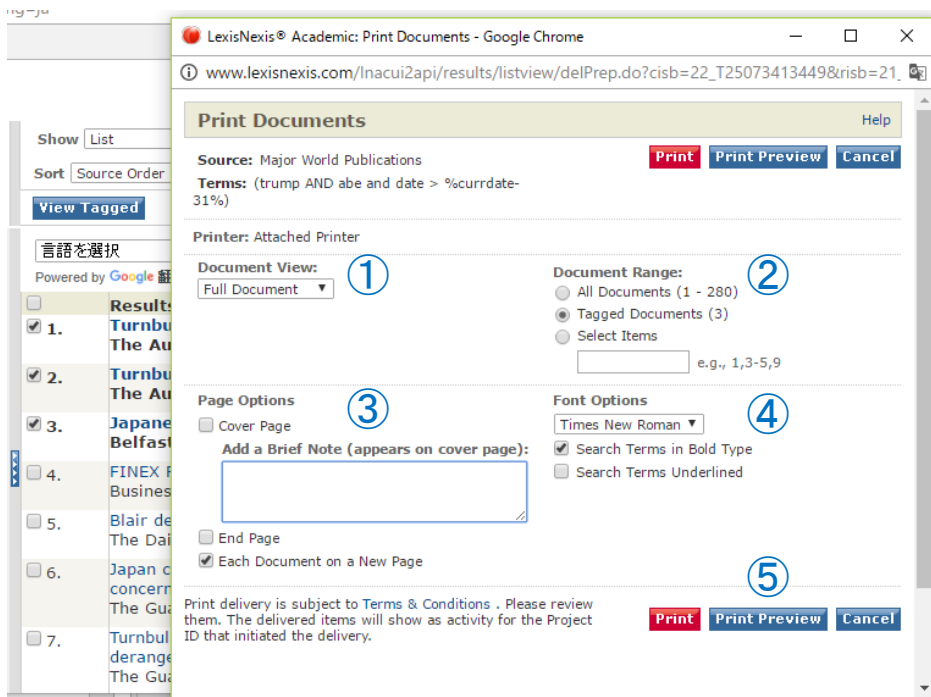 LexisNexis® Academic: Print Documents - Google Chrome
www.lexisnexis.com/lnacui2api/results/listview/delPrep.do?cisb=22_T25073413449&risb=21_
Print Documents
Help
Source: Major World Publications
Print Print Preview Cancel
Terms: (trump AND abe and date > %currdate-
31%)
Printer: Attached Printer
Document View:
①
Full Document
Document Range:
②
All Documents (1 - 280)
Tagged Documents (3)
Select Items
e.g., 1,3-5,9
Page Options
③
Cover Page
Add a Brief Note (appears on cover page):
End Page
Each Document on a New Page
Font Options
④
Times New Roman
Search Terms in Bold Type
Search Terms Underlined
⑤
Print delivery is subject to Terms & Conditions . Please review
them. The delivered items will show as activity for the Project
ID that initiated the delivery.
Print Print Preview Cancel
Show List
Sort Source Order
View Tagged
言語を選択
Powered by Google 翻
Results
1. Turnbu
The Au
2. Turnbu
The Au
3. Japane
Belfast
4. FINEX F
Busines
5. Blair de
The Dai
6. Japan c
concern
The Gua
7. Turnbul
derange
The Gua